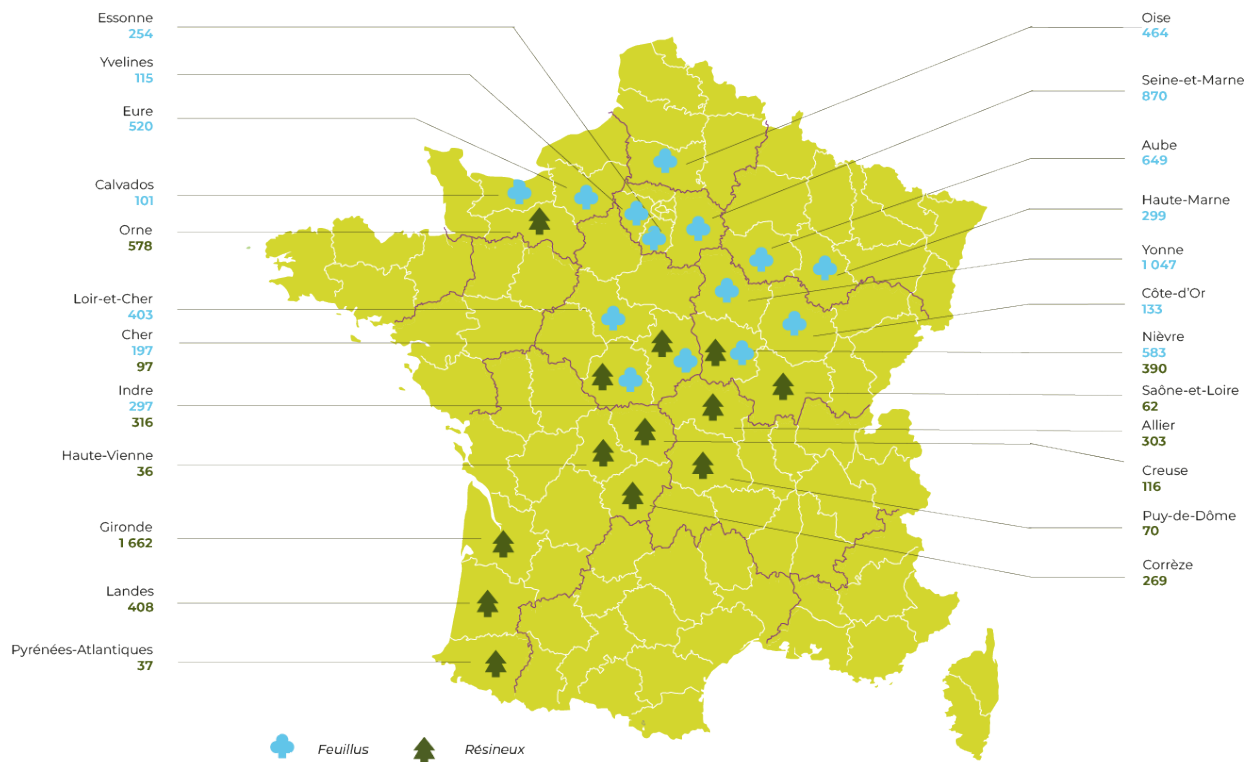 Essonne
254
Yvelines
115
Eure
520
Calvados
101
Orne
578
Loir-et-Cher
403
Cher
197
97
Indre
297
316
Haute-Vienne
36
Gironde
1 662
Landes
408
Pyrénées-Atlantiques
37
Oise
464
Seine-et-Marne
870
Aube
649
Haute-Marne
299
Yonne
1 047
Côte-d'Or
133
Nièvre
583
390
Saône-et-Loire
62
Allier
303
Creuse
116
Puy-de-Dôme
70
Corrèze
269
Feuillus
Résineux